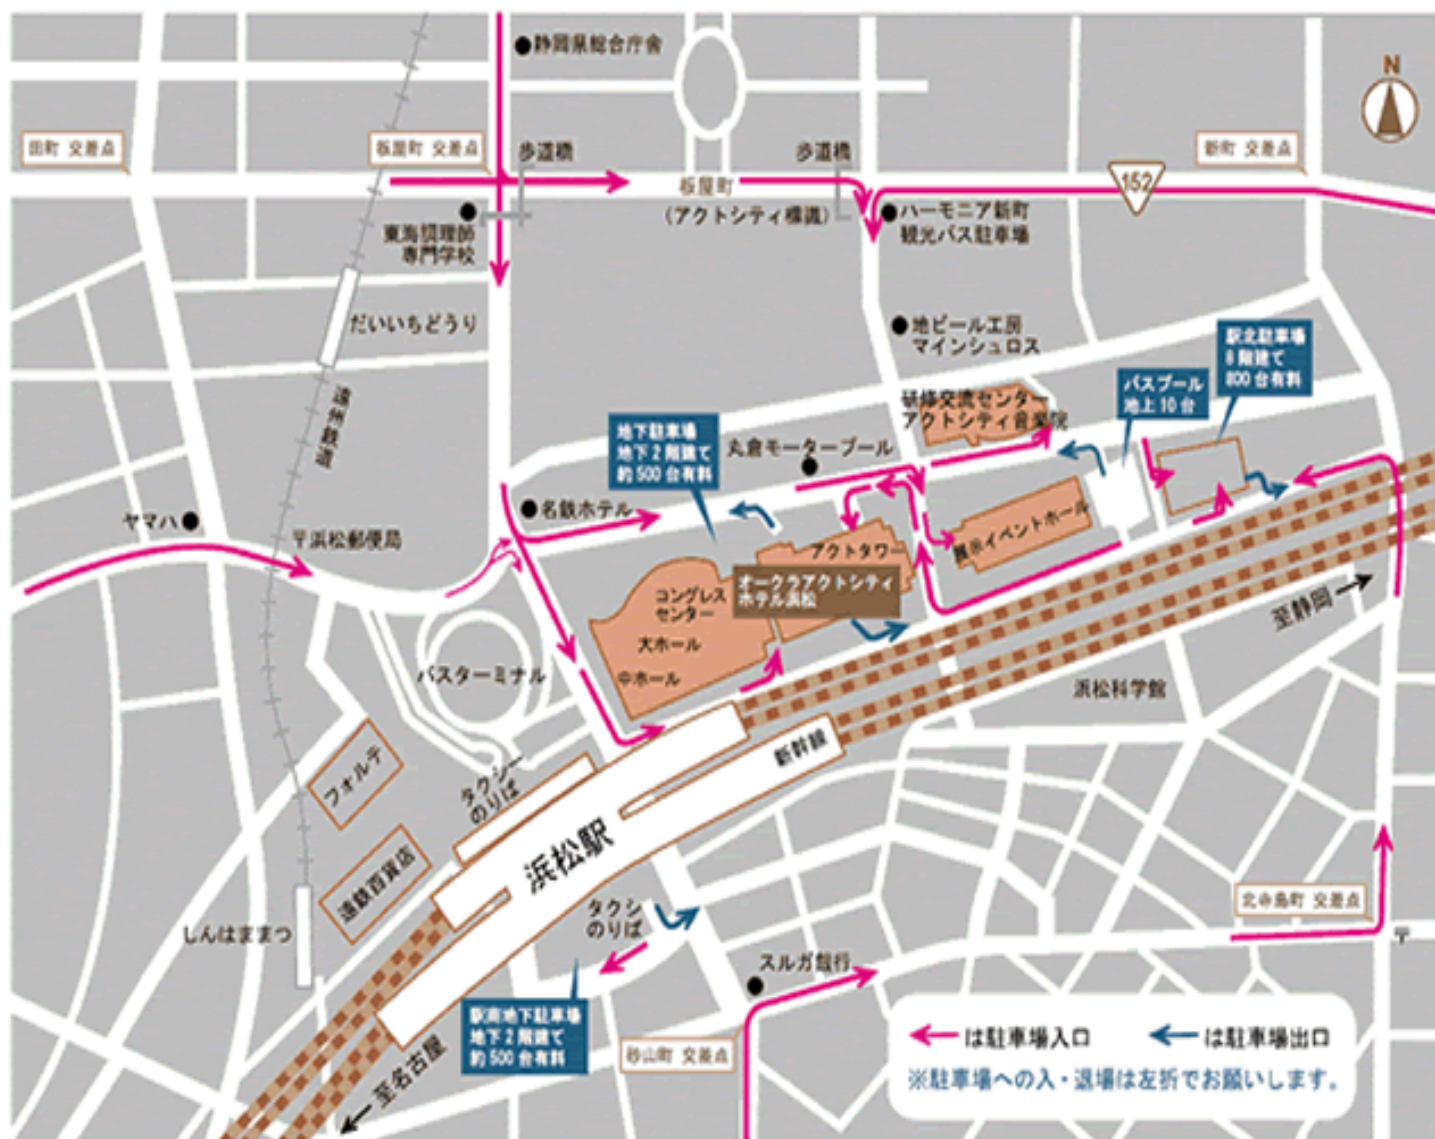 静岡県総合庁舎
N
田町 交差点
板屋町 交差点
歩道橋
歩道橋
新町 交差点
板屋町
(アクトシティ標識)
152
東海調理師
専門学校
ハーモニア新町
観光バス駐車場
だいいちどうり
地ビール工房
マインシュロス
駅北駐車場
8階建て
800台有料
バスプール
地上10台
研修交流センター
アクトシティ音楽院
遠州鉄道
地下駐車場
地下2階建て
約500台有料
丸倉モータープール
ヤマハ
名鉄ホテル
〒浜松郵便局
展示イベントホール
アクトタワー
オークラアクトシティ
ホテル浜松
コングレス
センター
大ホール
中ホール
至静岡
バスターミナル
浜松科学館
新幹線
フォルテ
タクシー
のりば
浜松駅
遠鉄百貨店
しんはままつ
タクシ
のりば
北寺島町 交差点
〒
スルガ銀行
駅南地下駐車場
地下2階建て
約500台有料
砂山町 交差点
至名古屋
は駐車場入口
は駐車場出口
※駐車場への入・退場は左折でお願いします。